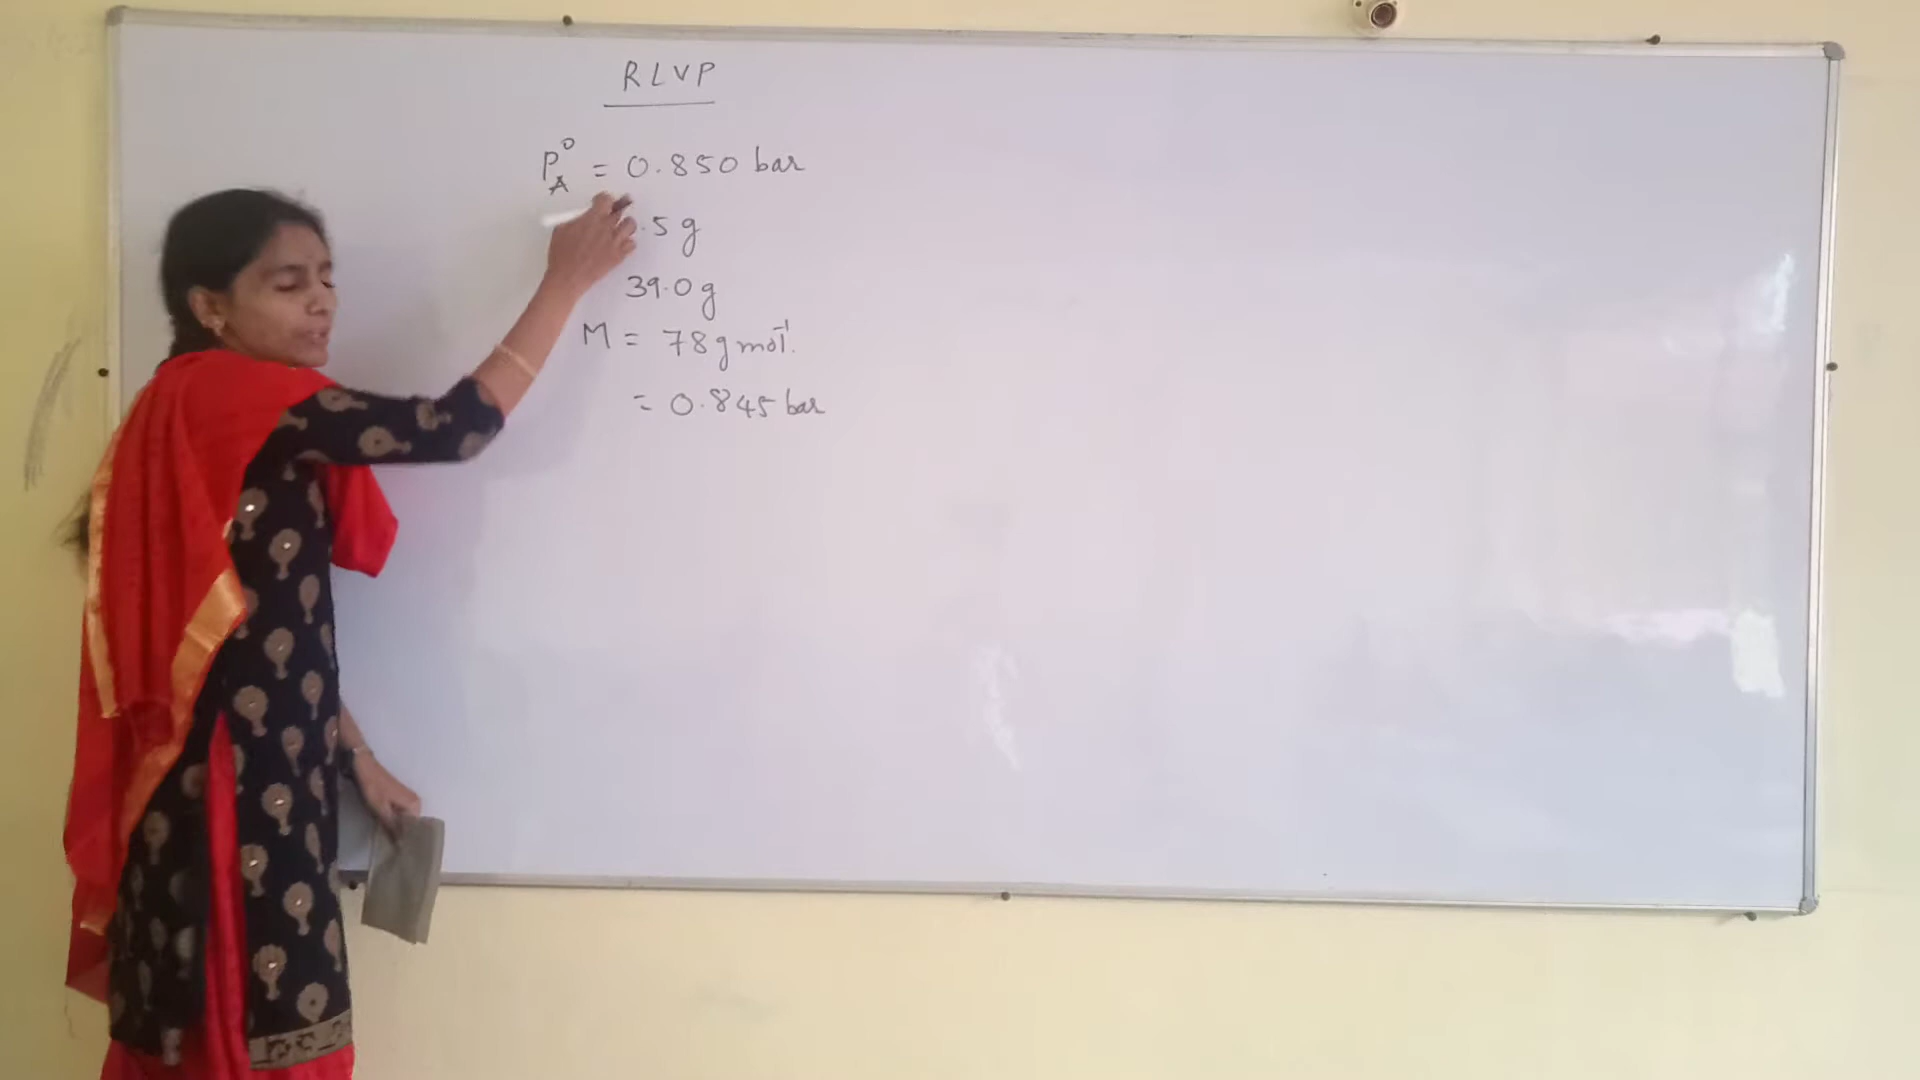 RLVP
P°A = 0.850 bar
.5 g
39.0 g
M = 78 g mol⁻¹.
= 0.845 bar